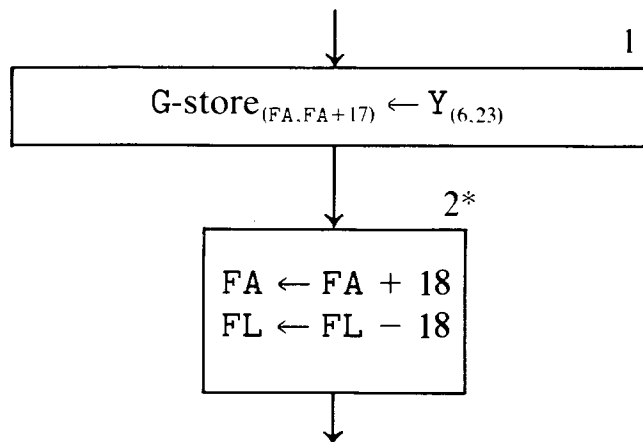 1
G-store(FA,FA+17) ← Y(6,23)
2*
FA ← FA + 18
FL ← FL − 18